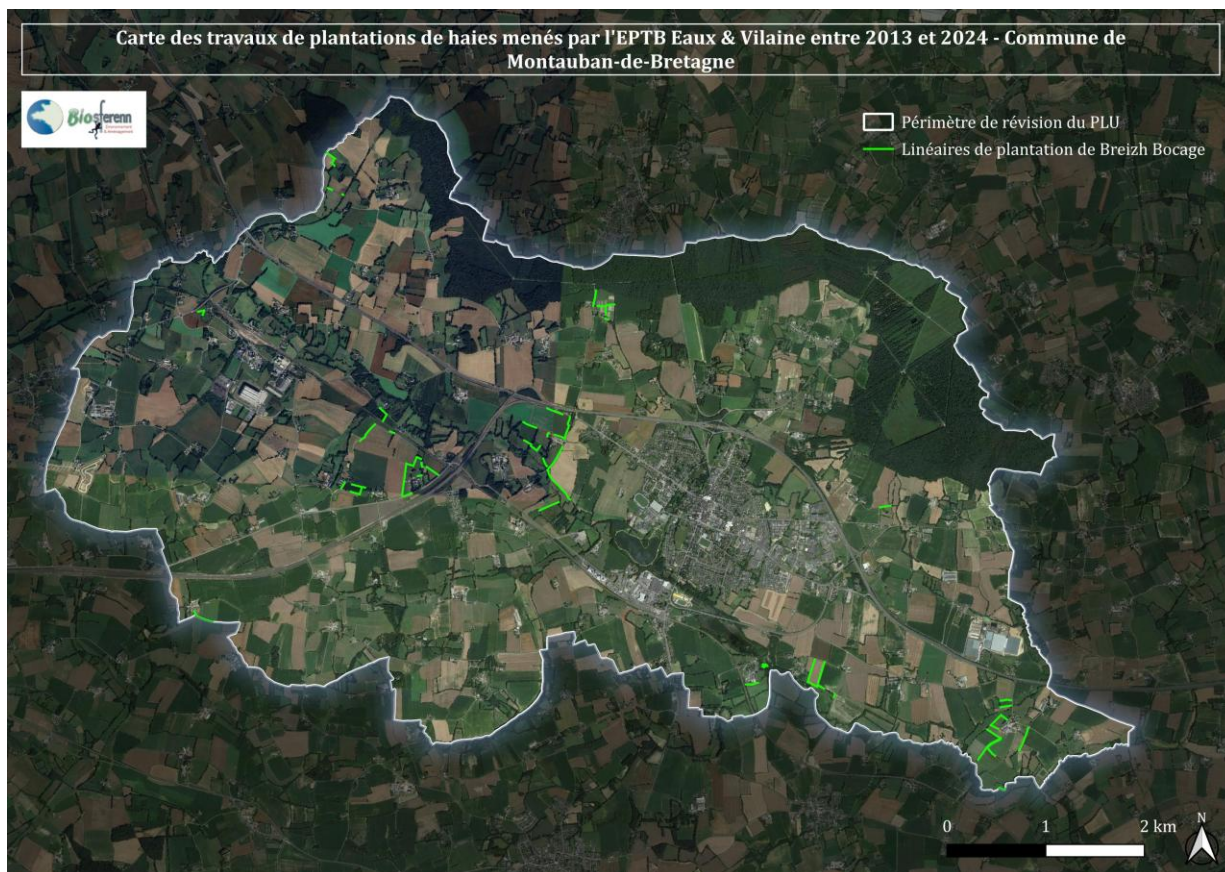 Carte des travaux de plantations de haies menés par l'EPTB Eaux & Vilaine entre 2013 et 2024 - Commune de
Montauban-de-Bretagne
Biosferenn
Périmètre de révision du PLU
Linéaires de plantation de Breizh Bocage
0 1 2 km
N